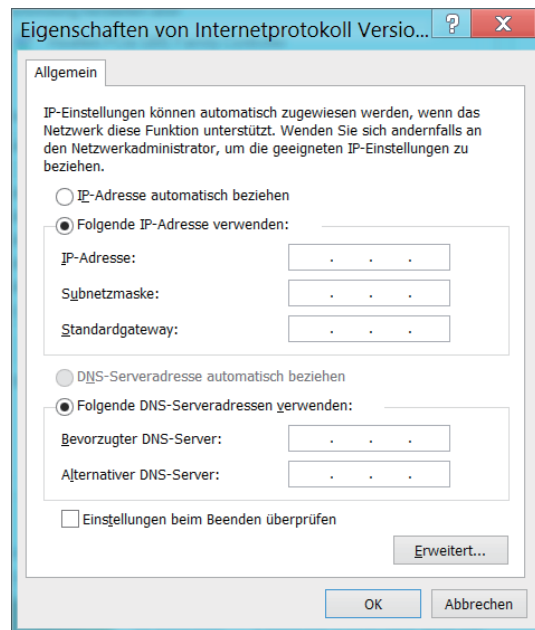 Eigenschaften von Internetprotokoll Versio... ? X
Allgemein
IP-Einstellungen können automatisch zugewiesen werden, wenn das
Netzwerk diese Funktion unterstützt. Wenden Sie sich andernfalls an
den Netzwerkadministrator, um die geeigneten IP-Einstellungen zu
beziehen.
IP-Adresse automatisch beziehen
Folgende IP-Adresse verwenden:
IP-Adresse: . . .
Subnetzmaske: . . .
Standardgateway: . . .
DNS-Serveradresse automatisch beziehen
Folgende DNS-Serveradressen verwenden:
Bevorzugter DNS-Server: . . .
Alternativer DNS-Server: . . .
Einstellungen beim Beenden überprüfen
Erweitert...
OK Abbrechen